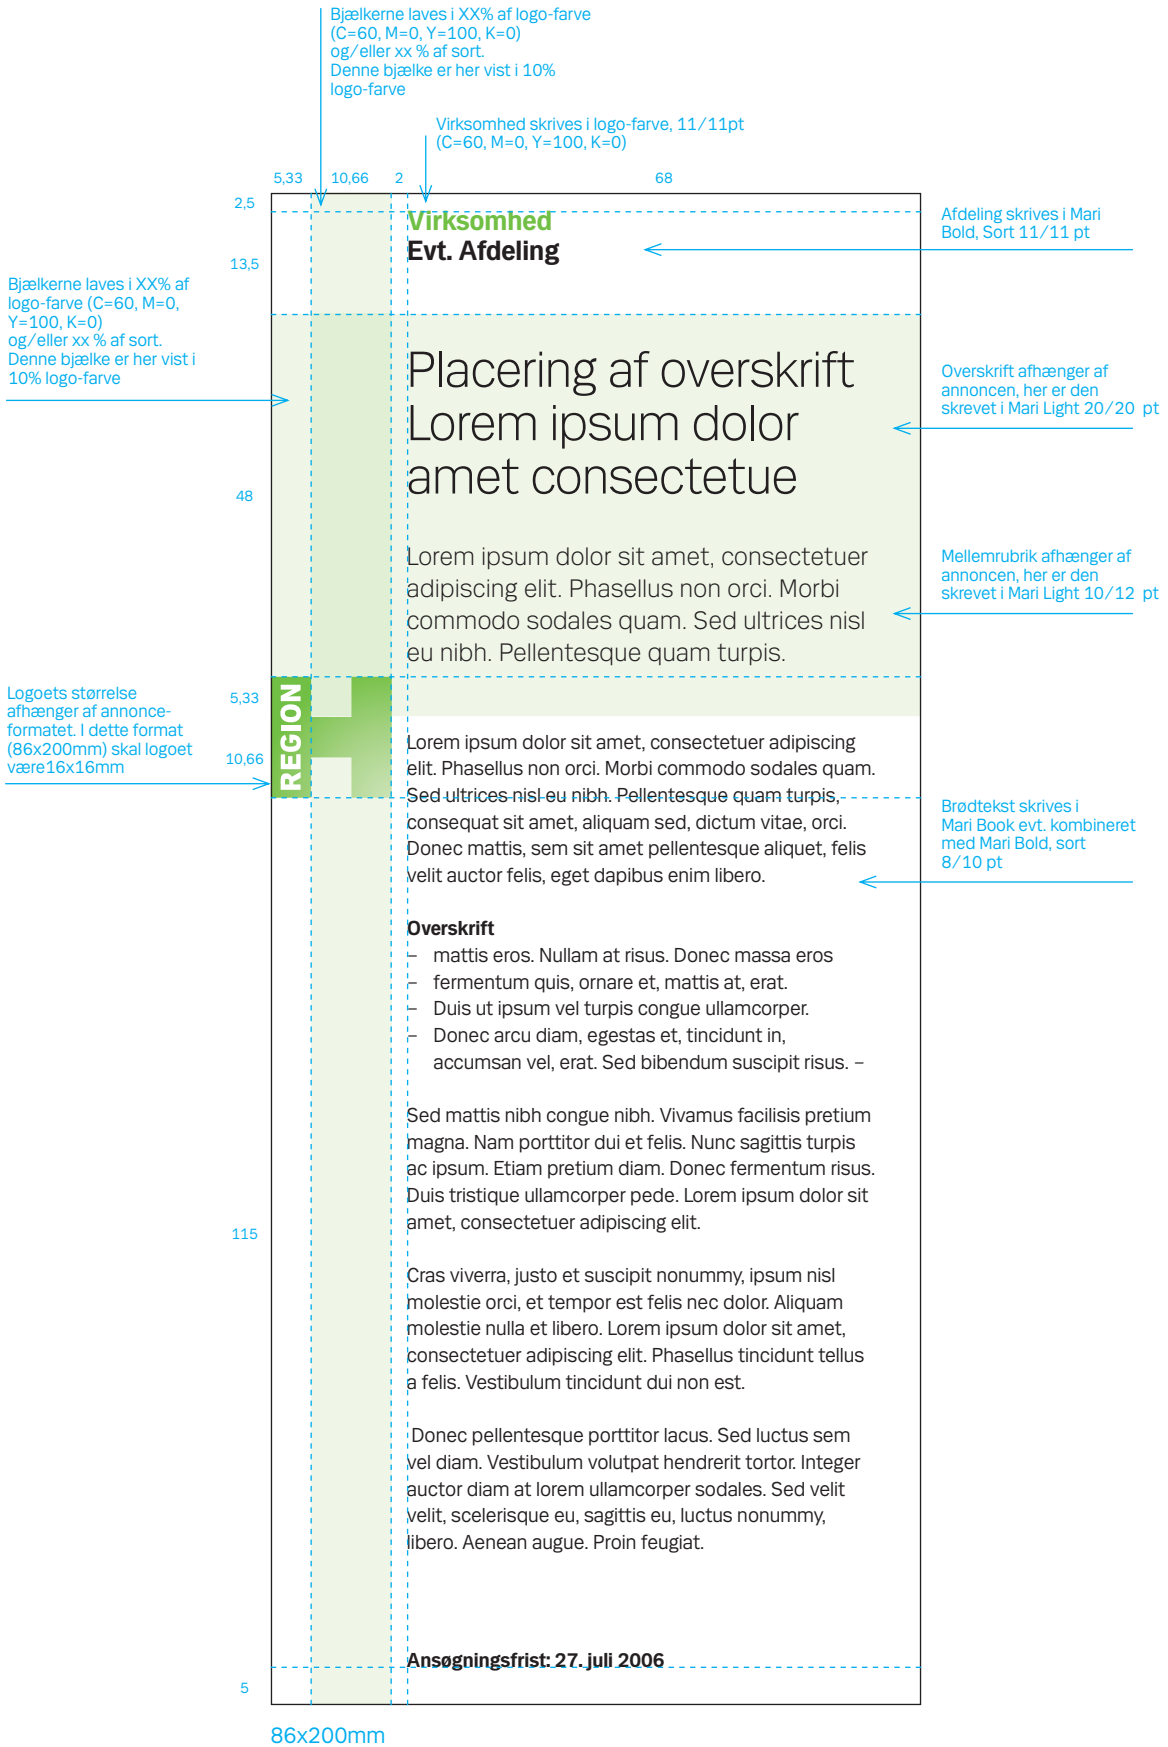 Bjælkerne laves i XX% af logo-farve
(C=60, M=0, Y=100, K=0)
og/eller xx % af sort.
Denne bjælke er her vist i 10%
logo-farve
Virksomhed skrives i logo-farve, 11/11pt
(C=60, M=0, Y=100, K=0)
5,33 10,66 2 68
2,5
13,5
48
5,33
10,66
115
5
Bjælkerne laves i XX% af
logo-farve (C=60, M=0,
Y=100, K=0)
og/eller xx % af sort.
Denne bjælke er her vist i
10% logo-farve
Logoets størrelse
afhænger af annonce-
formatet. I dette format
(86x200mm) skal logoet
være16x16mm
REGION
H
Virksomhed
Evt. Afdeling
Placering af overskrift
Lorem ipsum dolor
amet consectetue
Lorem ipsum dolor sit amet, consectetuer
adipiscing elit. Phasellus non orci. Morbi
commodo sodales quam. Sed ultrices nisl
eu nibh. Pellentesque quam turpis.
Lorem ipsum dolor sit amet, consectetuer adipiscing
elit. Phasellus non orci. Morbi commodo sodales quam.
Sed ultrices nisl eu nibh. Pellentesque quam turpis,
consequat sit amet, aliquam sed, dictum vitae, orci.
Donec mattis, sem sit amet pellentesque aliquet, felis
velit auctor felis, eget dapibus enim libero.
Overskrift
– mattis eros. Nullam at risus. Donec massa eros
– fermentum quis, ornare et, mattis at, erat.
– Duis ut ipsum vel turpis congue ullamcorper.
– Donec arcu diam, egestas et, tincidunt in,
accumsan vel, erat. Sed bibendum suscipit risus. –
Sed mattis nibh congue nibh. Vivamus facilisis pretium
magna. Nam porttitor dui et felis. Nunc sagittis turpis
ac ipsum. Etiam pretium diam. Donec fermentum risus.
Duis tristique ullamcorper pede. Lorem ipsum dolor sit
amet, consectetuer adipiscing elit.
Cras viverra, justo et suscipit nonummy, ipsum nisl
molestie orci, et tempor est felis nec dolor. Aliquam
molestie nulla et libero. Lorem ipsum dolor sit amet,
consectetuer adipiscing elit. Phasellus tincidunt tellus
a felis. Vestibulum tincidunt dui non est.
Donec pellentesque porttitor lacus. Sed luctus sem
vel diam. Vestibulum volutpat hendrerit tortor. Integer
auctor diam at lorem ullamcorper sodales. Sed velit
velit, scelerisque eu, sagittis eu, luctus nonummy,
libero. Aenean augue. Proin feugiat.
Ansøgningsfrist: 27. juli 2006
86x200mm
Afdeling skrives i Mari
Bold, Sort 11/11 pt
Overskrift afhænger af
annoncen, her er den
skrevet i Mari Light 20/20 pt
Mellemrubrik afhænger af
annoncen, her er den
skrevet i Mari Light 10/12 pt
Brødtekst skrives i
Mari Book evt. kombineret
med Mari Bold, sort
8/10 pt